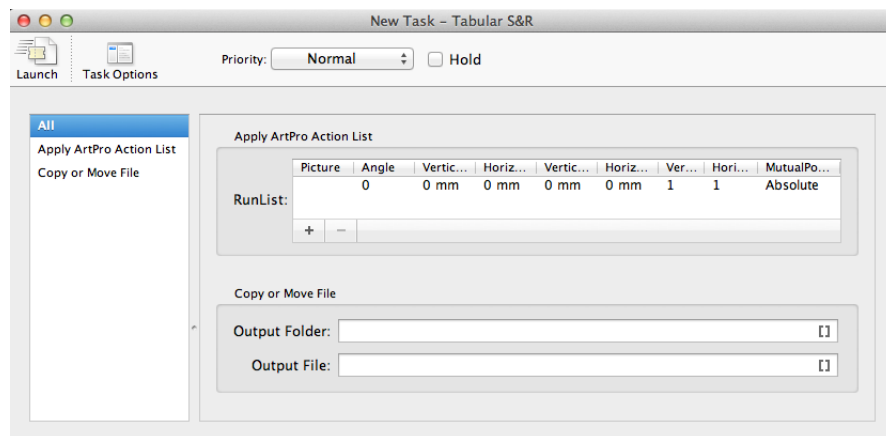 New Task - Tabular S&R
Launch Task Options Priority: Normal Hold
All
Apply ArtPro Action List
Copy or Move File
Apply ArtPro Action List
Picture Angle Vertic... Horiz... Vertic... Horiz... Ver... Hori... MutualPo...
0 0 mm 0 mm 0 mm 0 mm 1 1 Absolute
RunList:
+ −
Copy or Move File
Output Folder: []
Output File: []